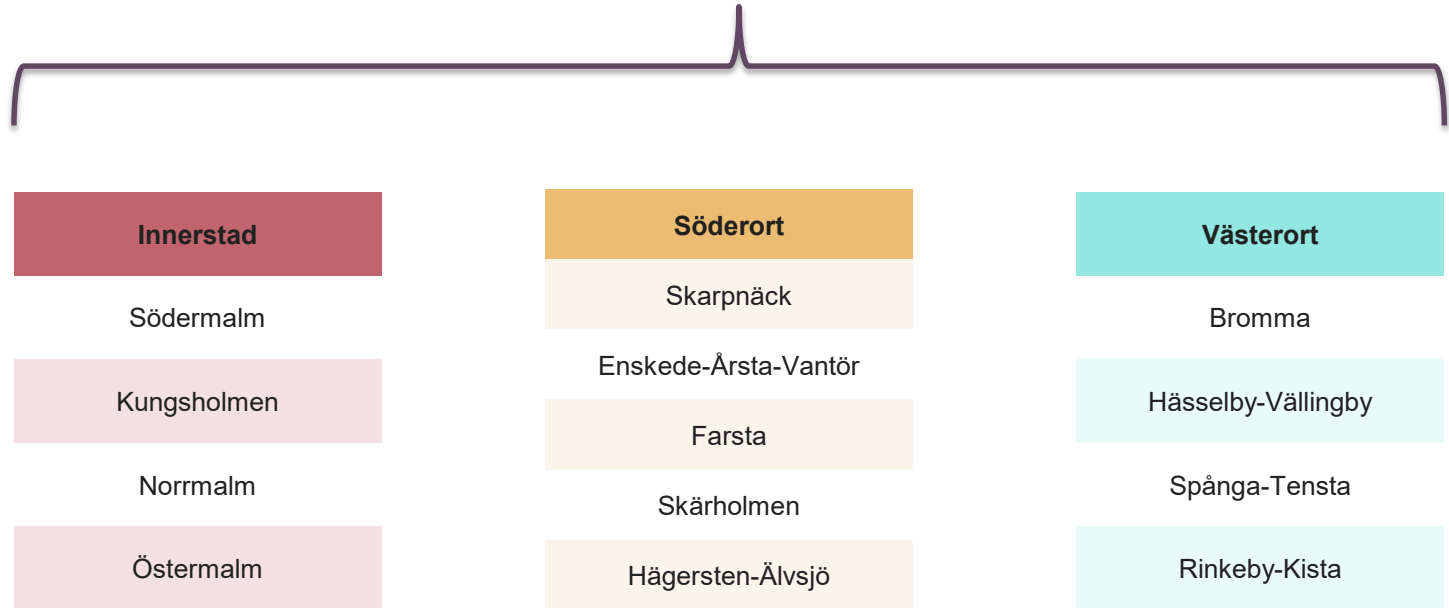 Innerstad
Södermalm
Kungsholmen
Norrmalm
Östermalm
Söderort
Skarpnäck
Enskede-Årsta-Vantör
Farsta
Skärholmen
Hägersten-Älvsjö
Västerort
Bromma
Hässelby-Vällingby
Spånga-Tensta
Rinkeby-Kista